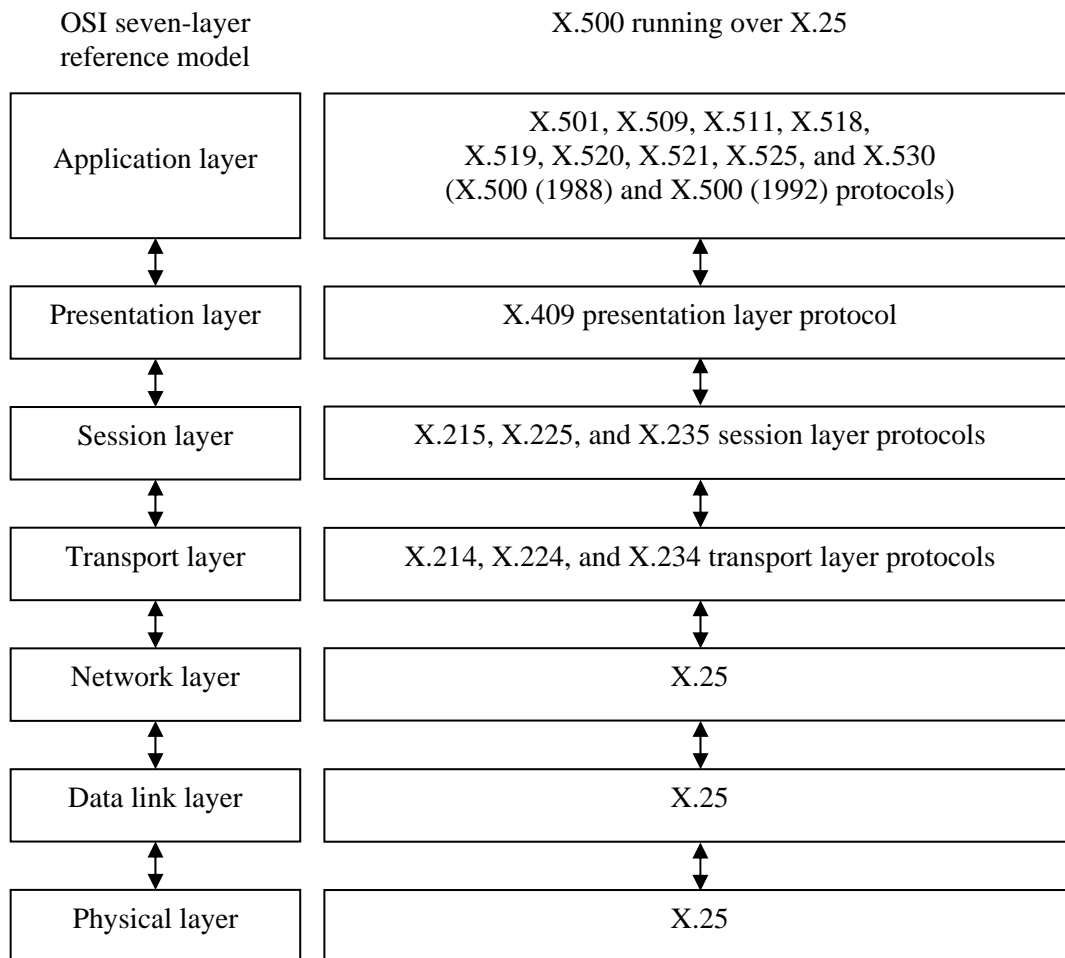 OSI seven-layer
reference model
X.500 running over X.25
Application layer
X.501, X.509, X.511, X.518,
X.519, X.520, X.521, X.525, and X.530
(X.500 (1988) and X.500 (1992) protocols)
Presentation layer
X.409 presentation layer protocol
Session layer
X.215, X.225, and X.235 session layer protocols
Transport layer
X.214, X.224, and X.234 transport layer protocols
Network layer
X.25
Data link layer
X.25
Physical layer
X.25